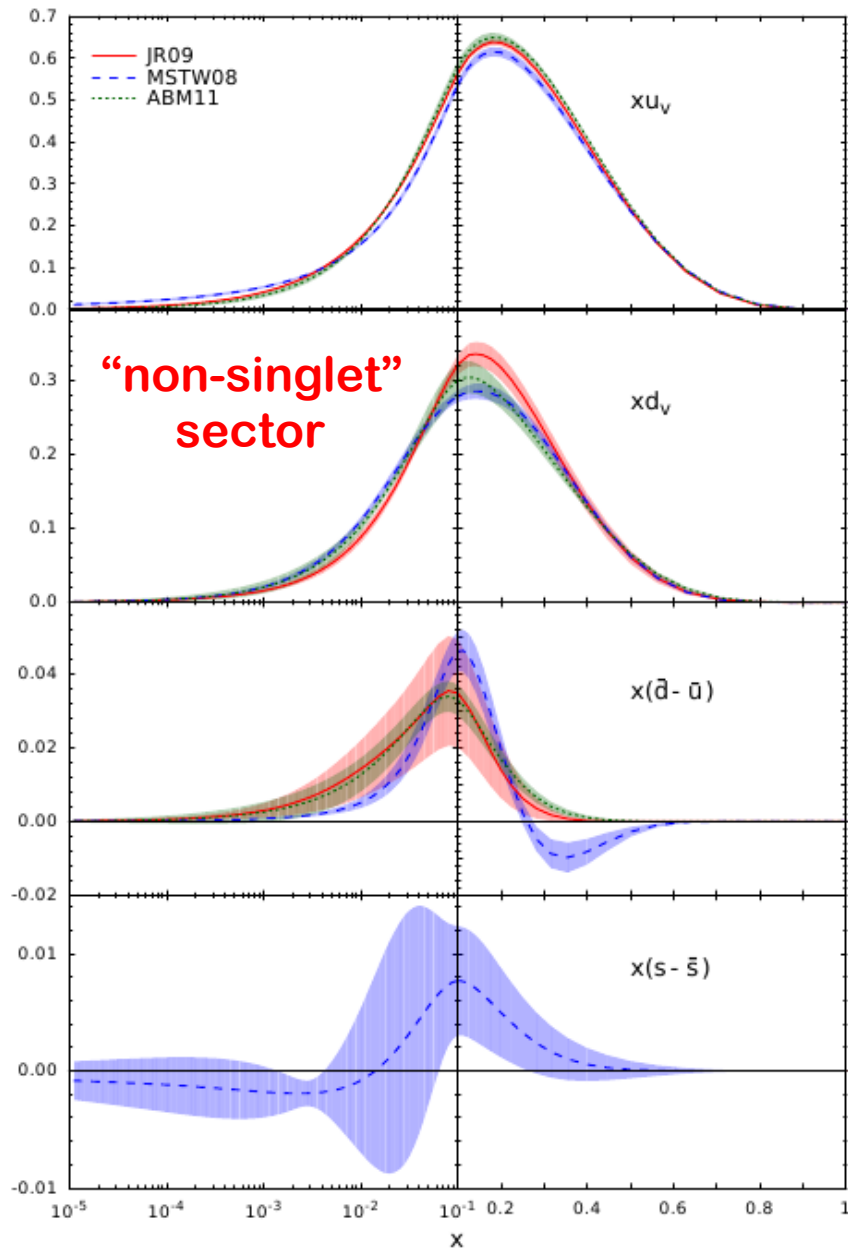 0.7
0.6
0.5
0.4
0.3
0.2
0.1
0.0
JR09
MSTW08
ABM11
xuᵥ
0.3
0.2
0.1
0.0
“non-singlet”
sector
xdᵥ
0.04
0.02
0.00
-0.02
x(d̄ - ū)
0.01
0.00
-0.01
x(s - s̄)
10⁻⁵ 10⁻⁴ 10⁻³ 10⁻² 10⁻¹ 0.2 0.4 0.6 0.8 1
x